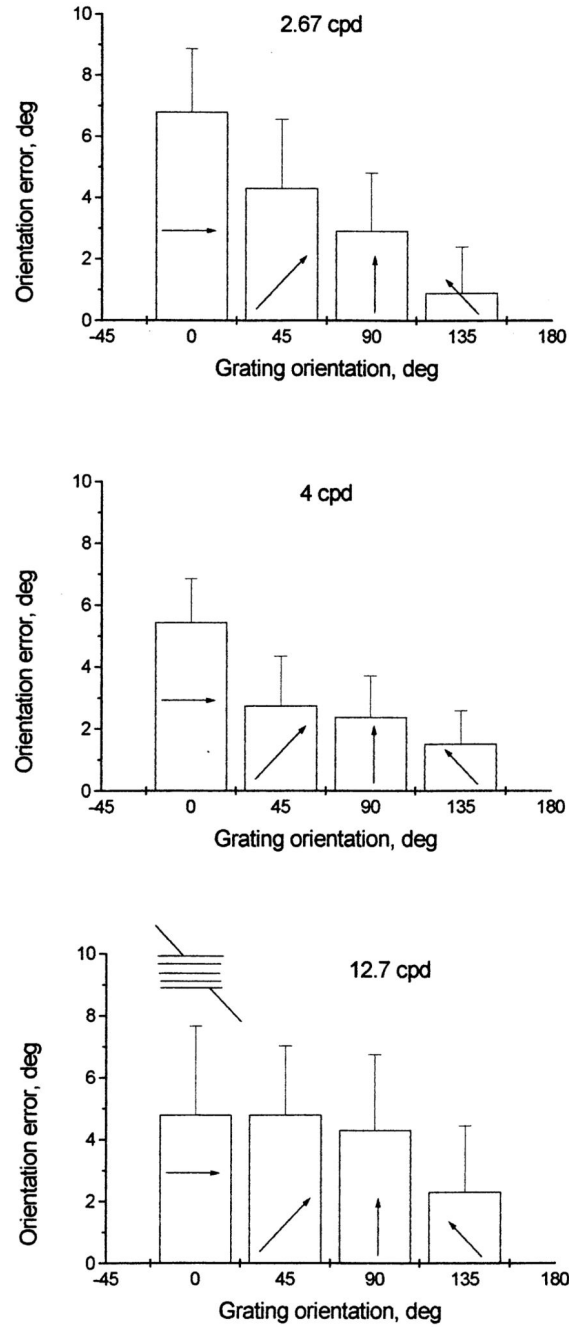 2.67 cpd
10
8
6
4
2
0
Orientation error, deg
-45 0 45 90 135 180
Grating orientation, deg
4 cpd
10
8
6
4
2
0
Orientation error, deg
-45 0 45 90 135 180
Grating orientation, deg
12.7 cpd
10
8
6
4
2
0
Orientation error, deg
-45 0 45 90 135 180
Grating orientation, deg